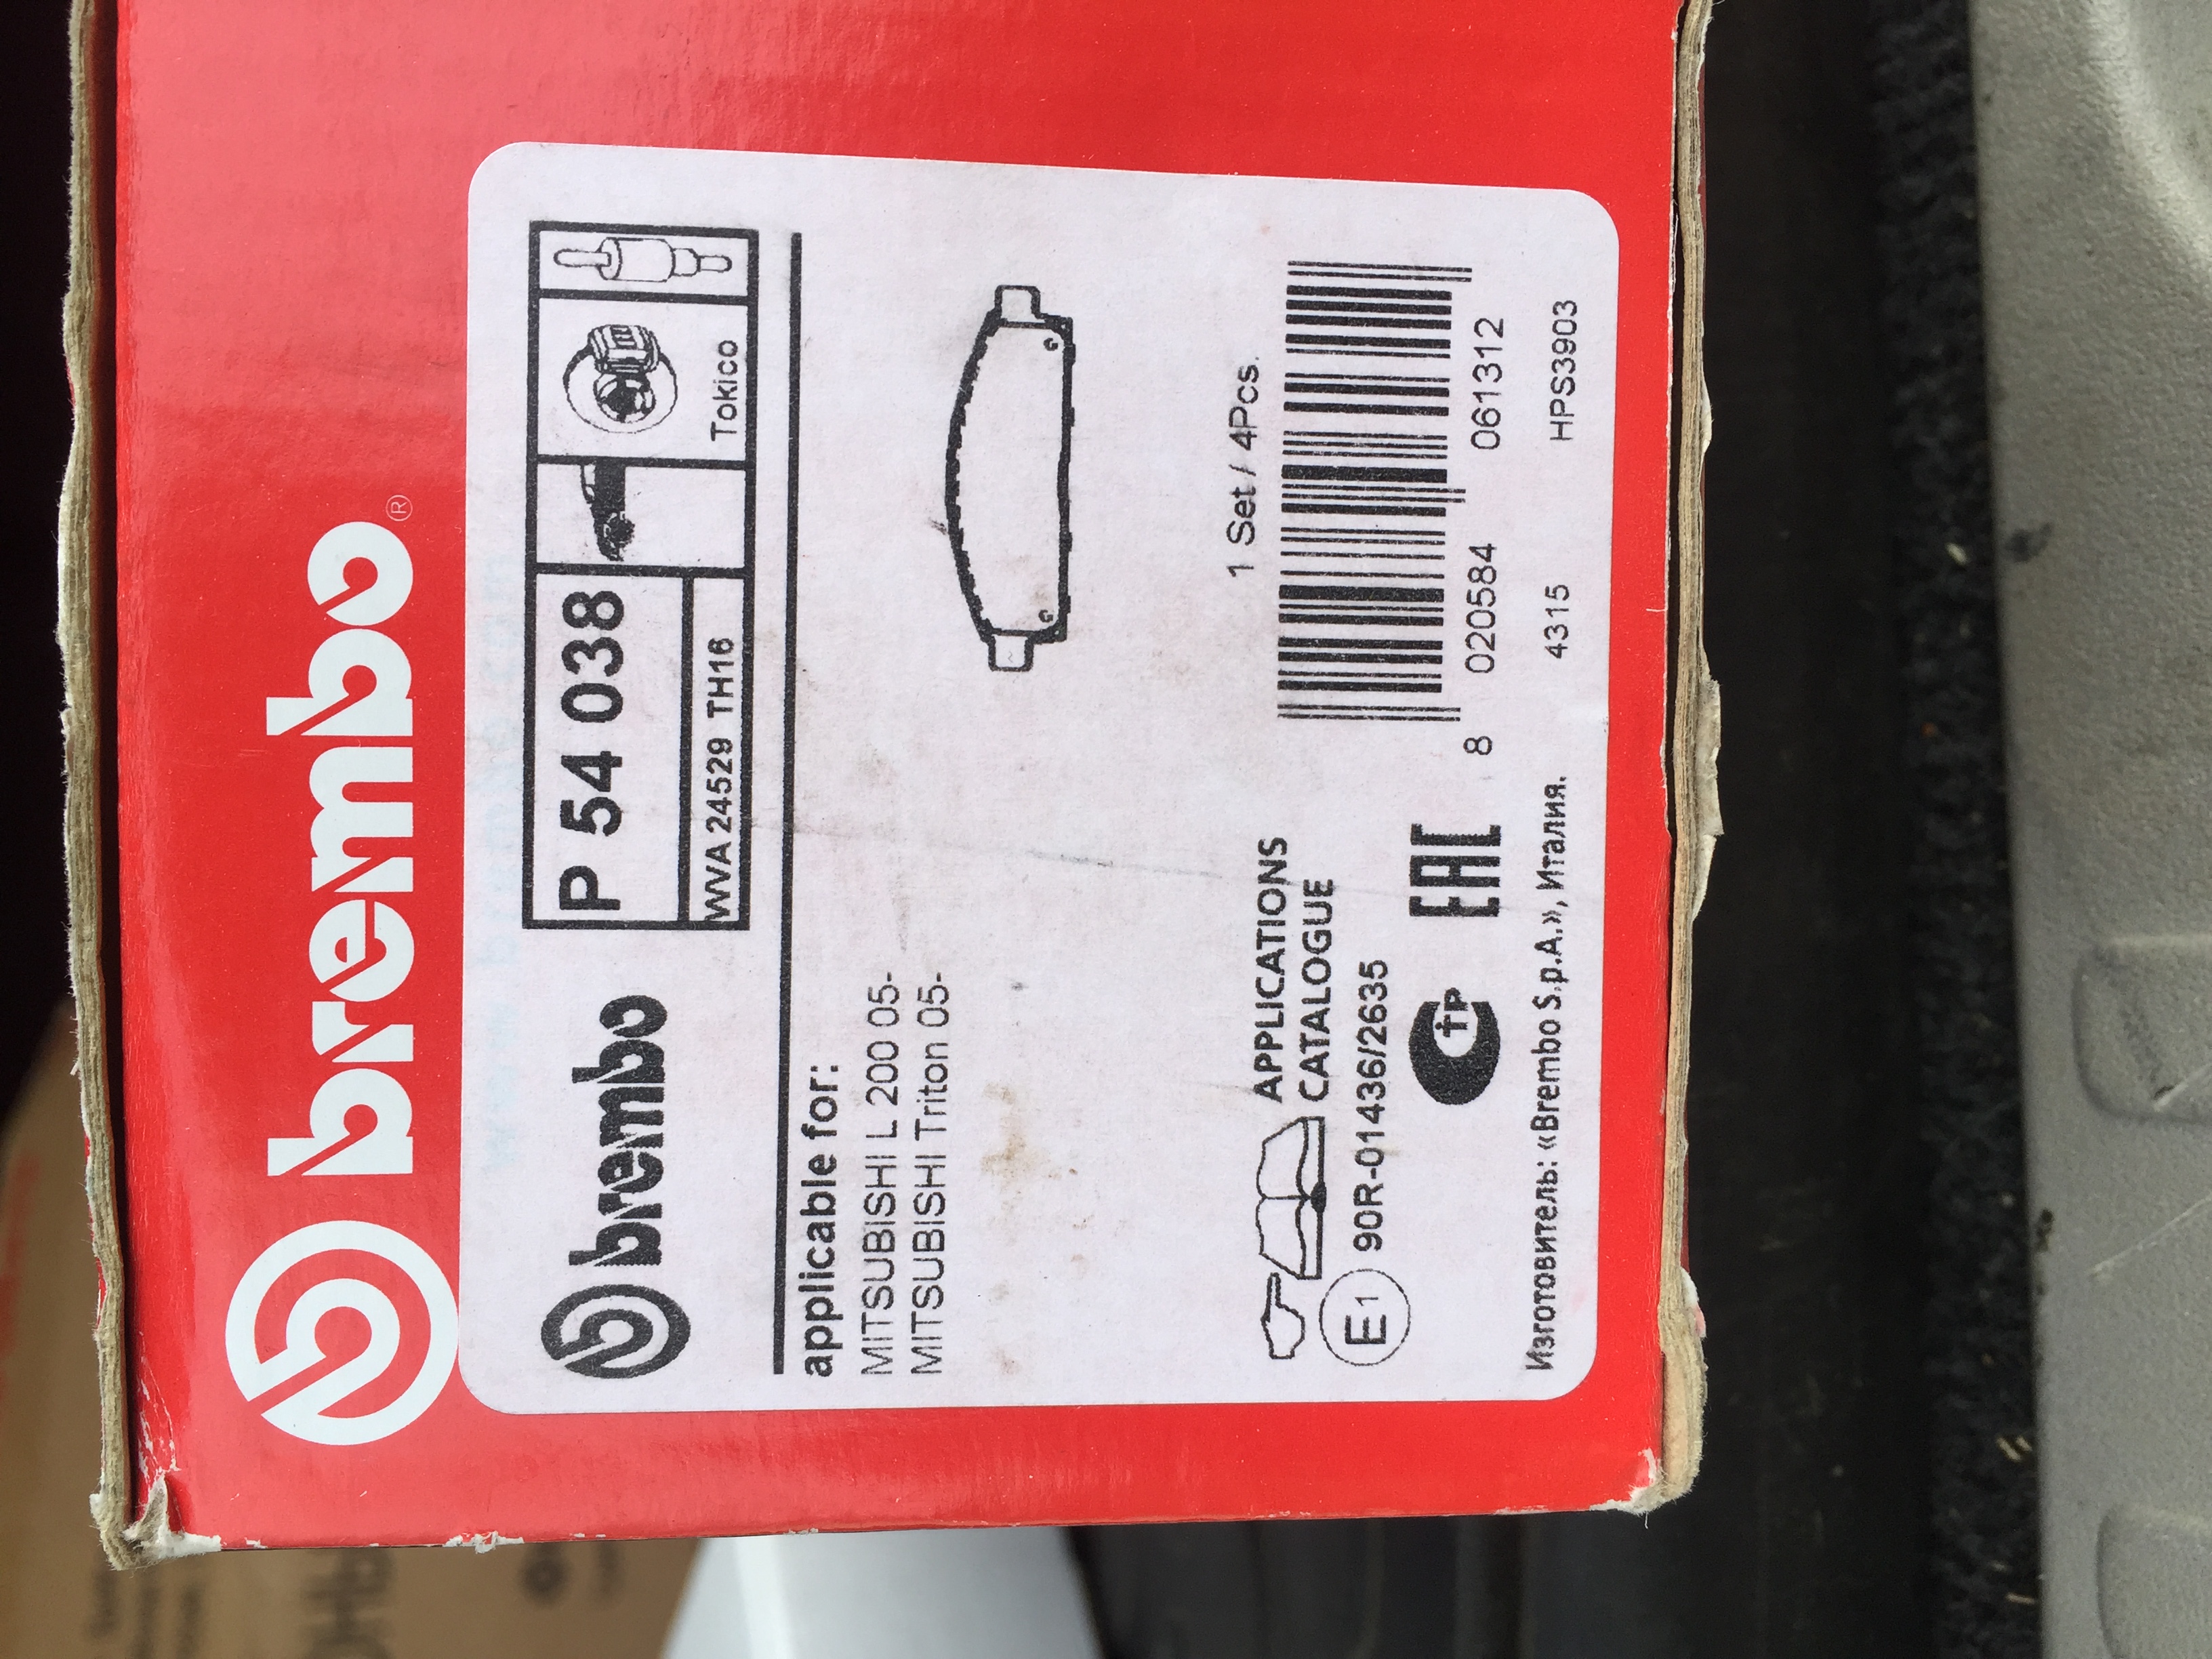 brembo®
brembo
P 54 038
WVA 24529 TH16
Tokico
applicable for:
MITSUBISHI L 200 05-
MITSUBISHI Triton 05-
1 Set / 4Pcs.
APPLICATIONS
CATALOGUE
E1 90R-01436/2635
8 020584 061312
EAC
Изготовитель: «Brembo S.p.A.», Италия.
4315
HPS3903